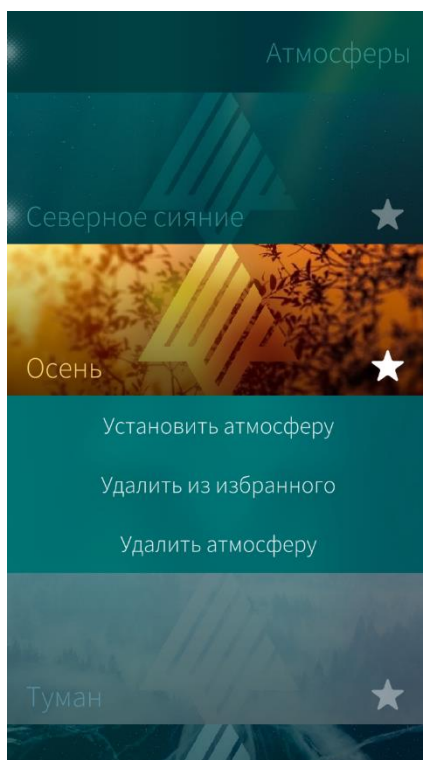 Атмосферы
Северное сияние
Осень
Установить атмосферу
Удалить из избранного
Удалить атмосферу
Туман